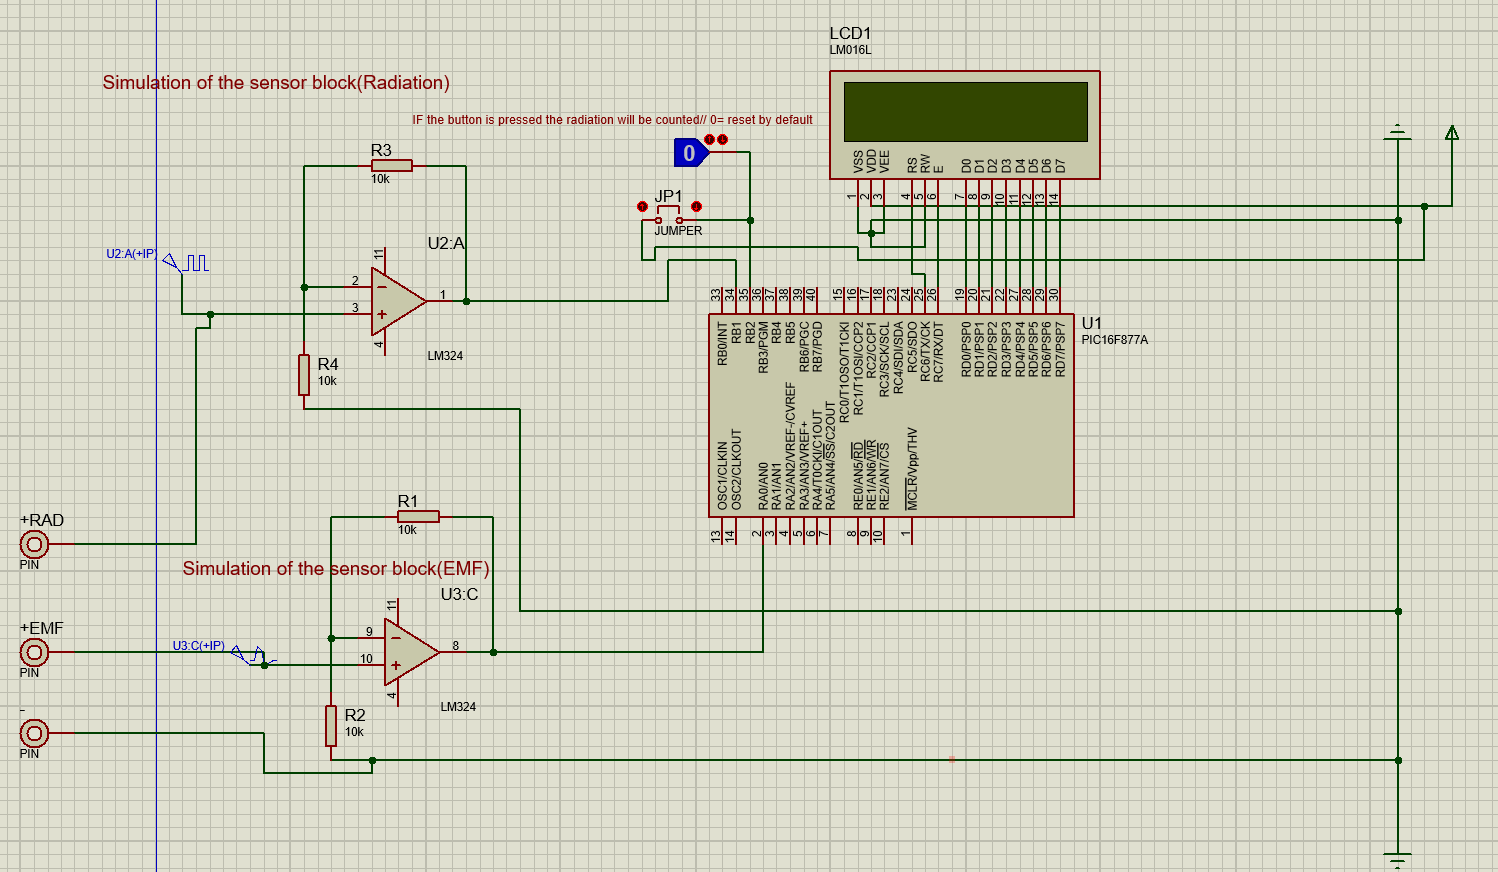 LCD1
LM016L
Simulation of the sensor block(Radiation)
IF the button is pressed the radiation will be counted// 0= reset by default
0
VSS
VDD
VEE
RS
RW
E
D0
D1
D2
D3
D4
D5
D6
D7
1
2
3
4
5
6
7
8
9
10
11
12
13
14
R3
10k
JP1
JUMPER
U2:A
11
2
3
1
4
LM324
U2:A(+IP)
R4
10k
33
34
35
36
37
38
39
40
15
16
17
18
23
24
25
26
19
20
21
22
27
28
29
30
U1
PIC16F877A
RB0/INT
RB1
RB2
RB3/PGM
RB4
RB5
RB6/PGC
RB7/PGD
RC0/T1OSO/T1CKI
RC1/T1OSI/CCP2
RC2/CCP1
RC3/SCK/SCL
RC4/SDI/SDA
RC5/SDO
RC6/TX/CK
RC7/RX/DT
RD0/PSP0
RD1/PSP1
RD2/PSP2
RD3/PSP3
RD4/PSP4
RD5/PSP5
RD6/PSP6
RD7/PSP7
OSC1/CLKIN
OSC2/CLKOUT
RA0/AN0
RA1/AN1
RA2/AN2/VREF-/CVREF
RA3/AN3/VREF+
RA4/T0CKI/C1OUT
RA5/AN4/SS/C2OUT
RE0/AN5/RD
RE1/AN6/WR
RE2/AN7/CS
MCLR/Vpp/THV
13
14
2
3
4
5
6
7
8
9
10
1
+RAD
PIN
R1
10k
Simulation of the sensor block(EMF)
U3:C
11
9
10
8
4
LM324
+EMF
PIN
U3:C(+IP)
R2
10k
-
PIN